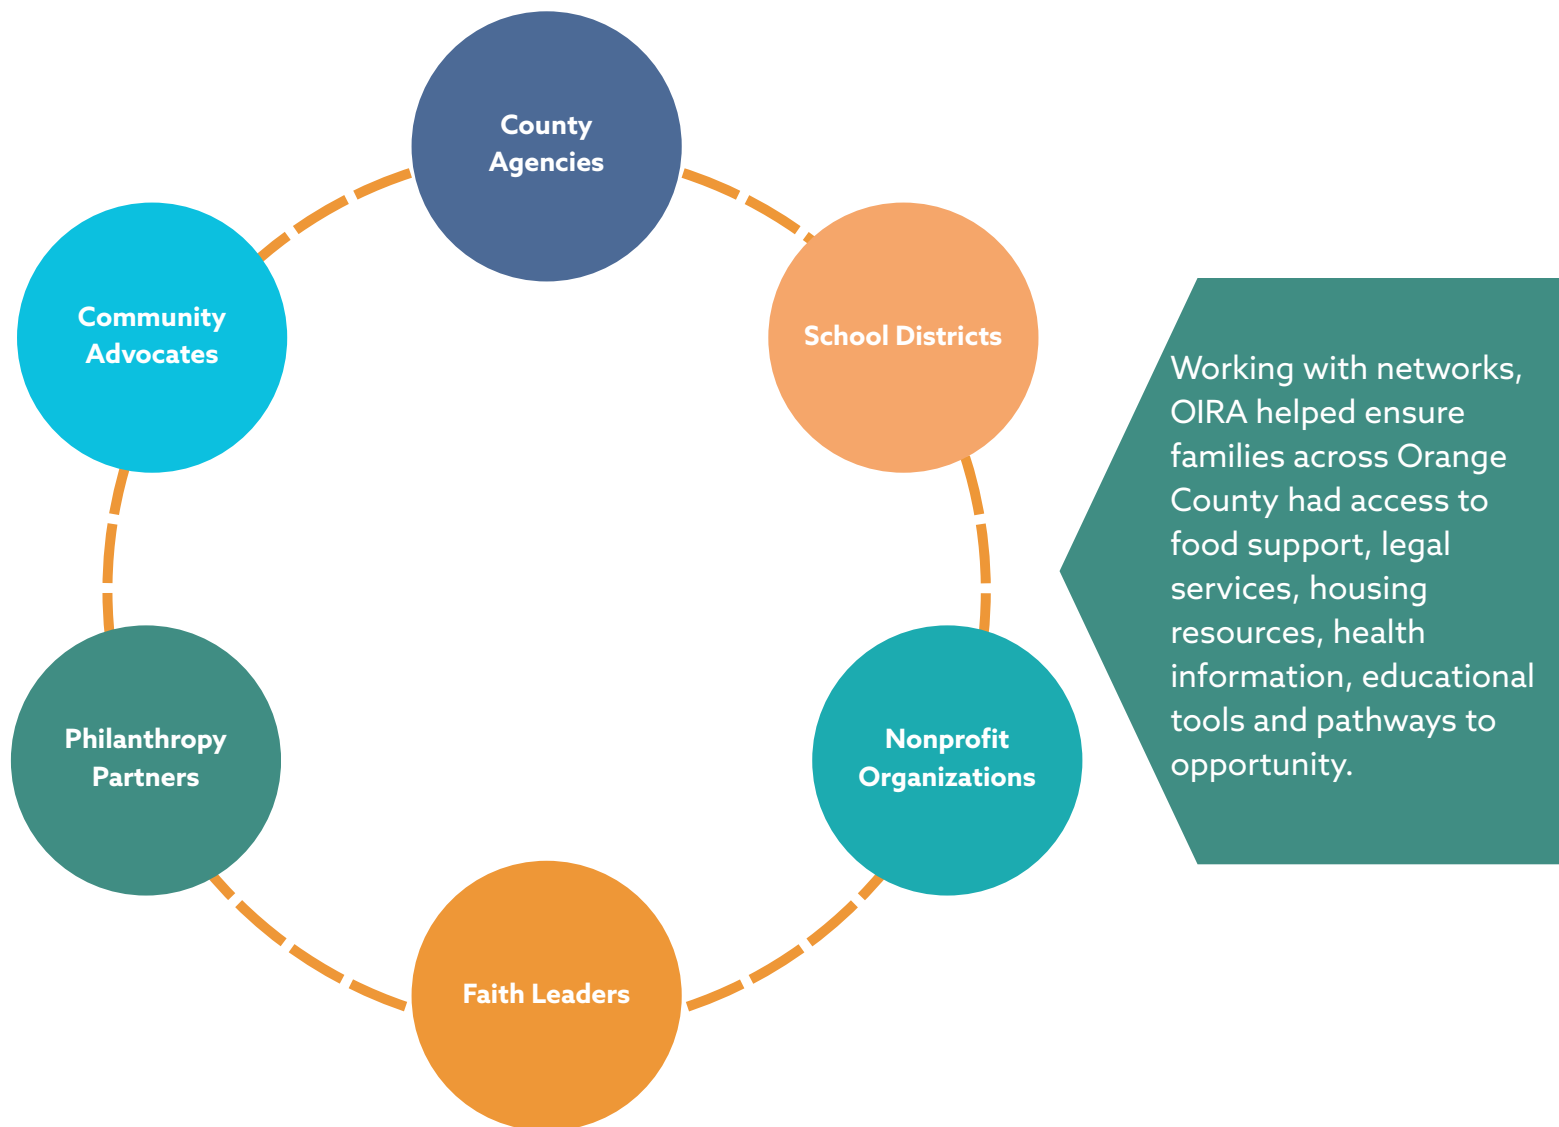 County
Agencies
School Districts
Nonprofit
Organizations
Faith Leaders
Philanthropy
Partners
Community
Advocates
Working with networks,
OIRA helped ensure
families across Orange
County had access to
food support, legal
services, housing
resources, health
information, educational
tools and pathways to
opportunity.